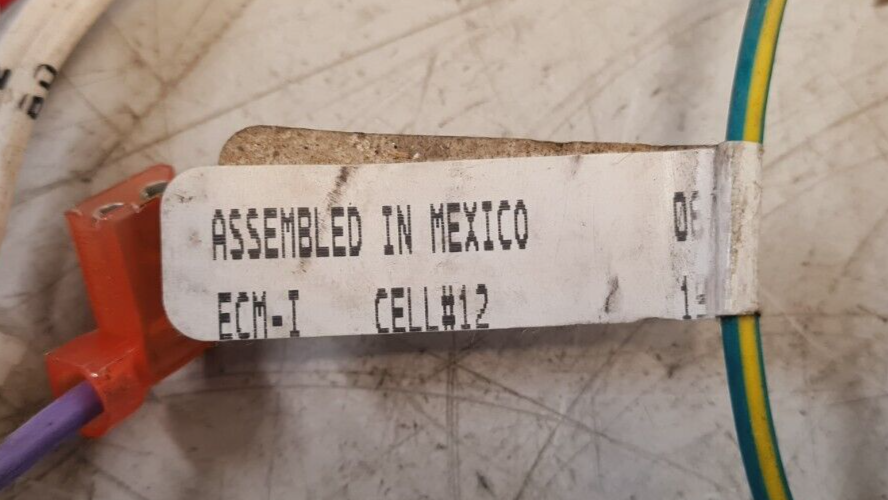 ASSEMBLED IN MEXICO
ECM-I CELL#12